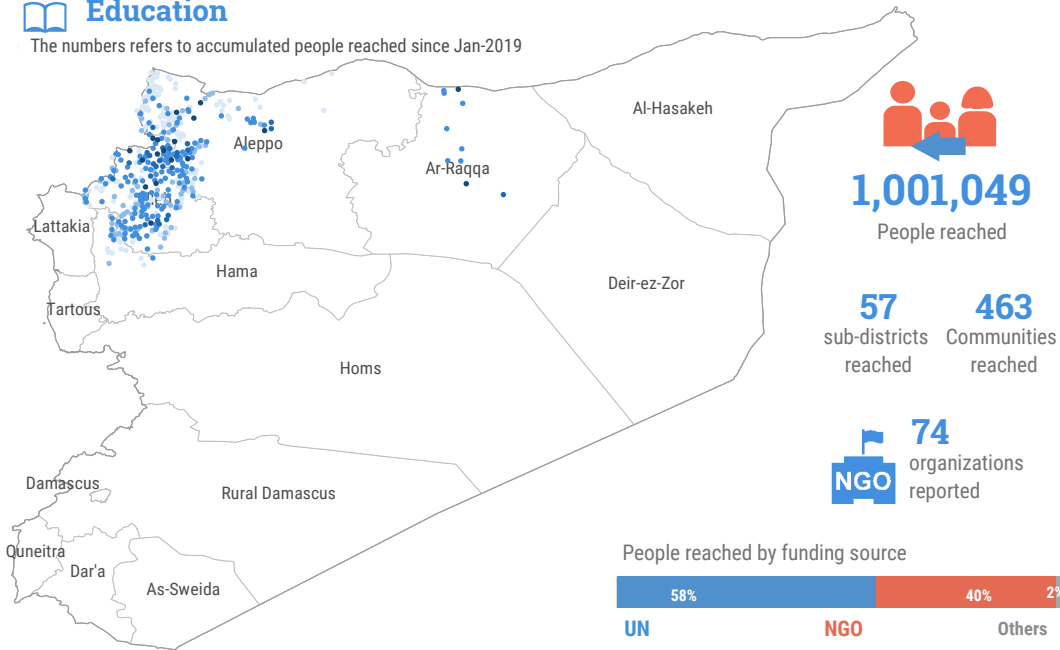 Education
The numbers refers to accumulated people reached since Jan-2019
Al-Hasakeh
Aleppo
Ar-Raqqa
1,001,049
People reached
Lattakia
Hama
Deir-ez-Zor
Tartous
57
sub-districts
reached
463
Communities
reached
Homs
74
organizations
reported
NGO
Damascus
Rural Damascus
Quneitra
Dar'a
As-Sweida
People reached by funding source
58%
40%
2%
UN
NGO
Others